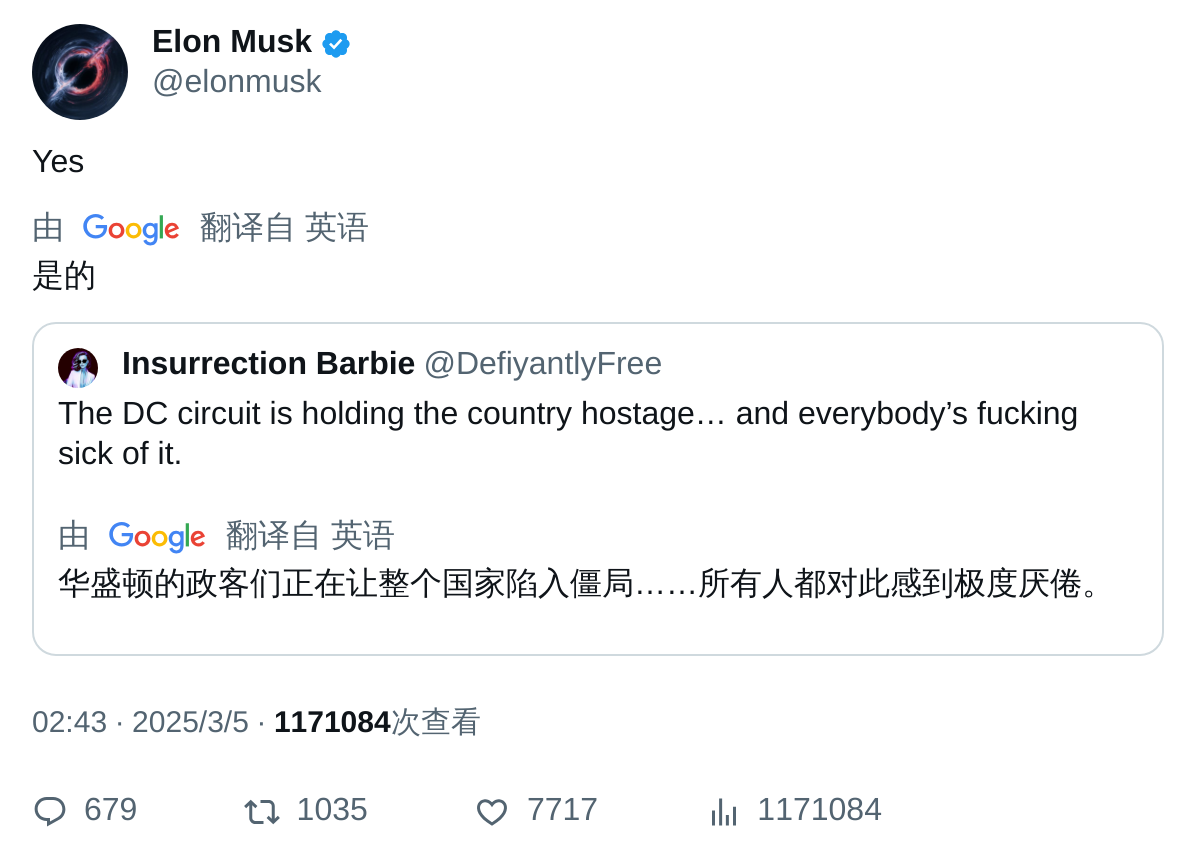 Elon Musk
@elonmusk
Yes
由 Google 翻译自 英语
是的
Insurrection Barbie @DefiyantlyFree
The DC circuit is holding the country hostage… and everybody’s fucking
sick of it.
由 Google 翻译自 英语
华盛顿的政客们正在让整个国家陷入僵局……所有人都对此感到极度厌倦。
02:43 · 2025/3/5 · 1171084次查看
679 1035 7717 1171084